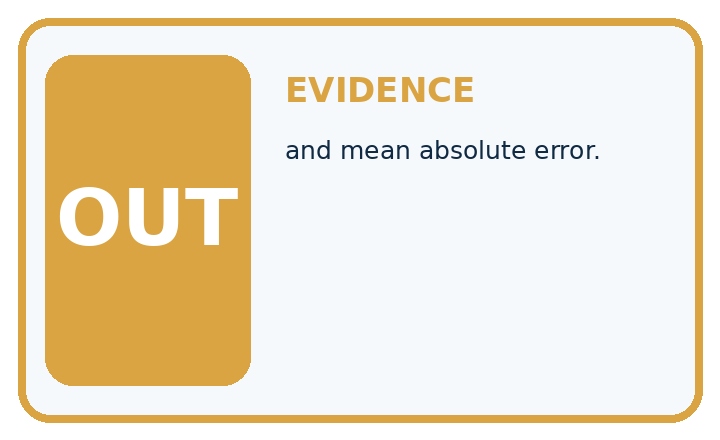 OUT
EVIDENCE
and mean absolute error.